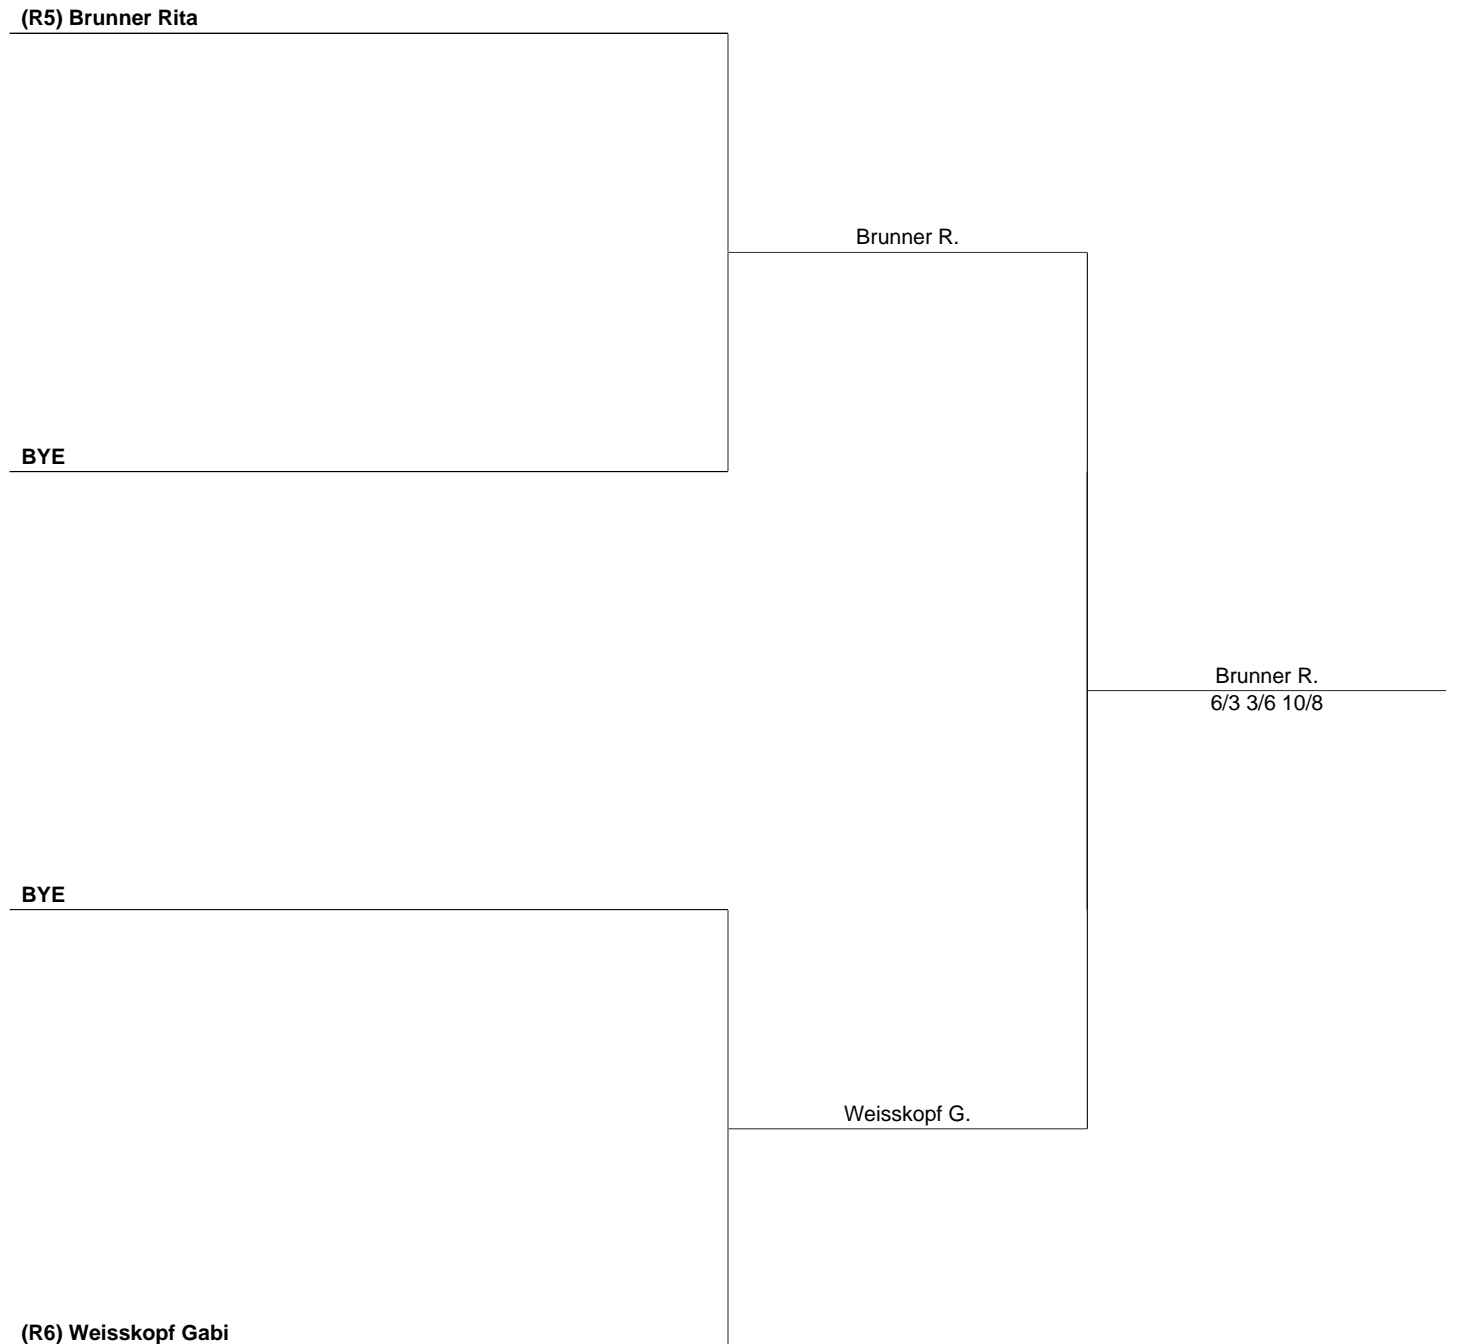 (R5) Brunner Rita
Brunner R.
BYE
Brunner R.
6/3 3/6 10/8
BYE
Weisskopf G.
(R6) Weisskopf Gabi